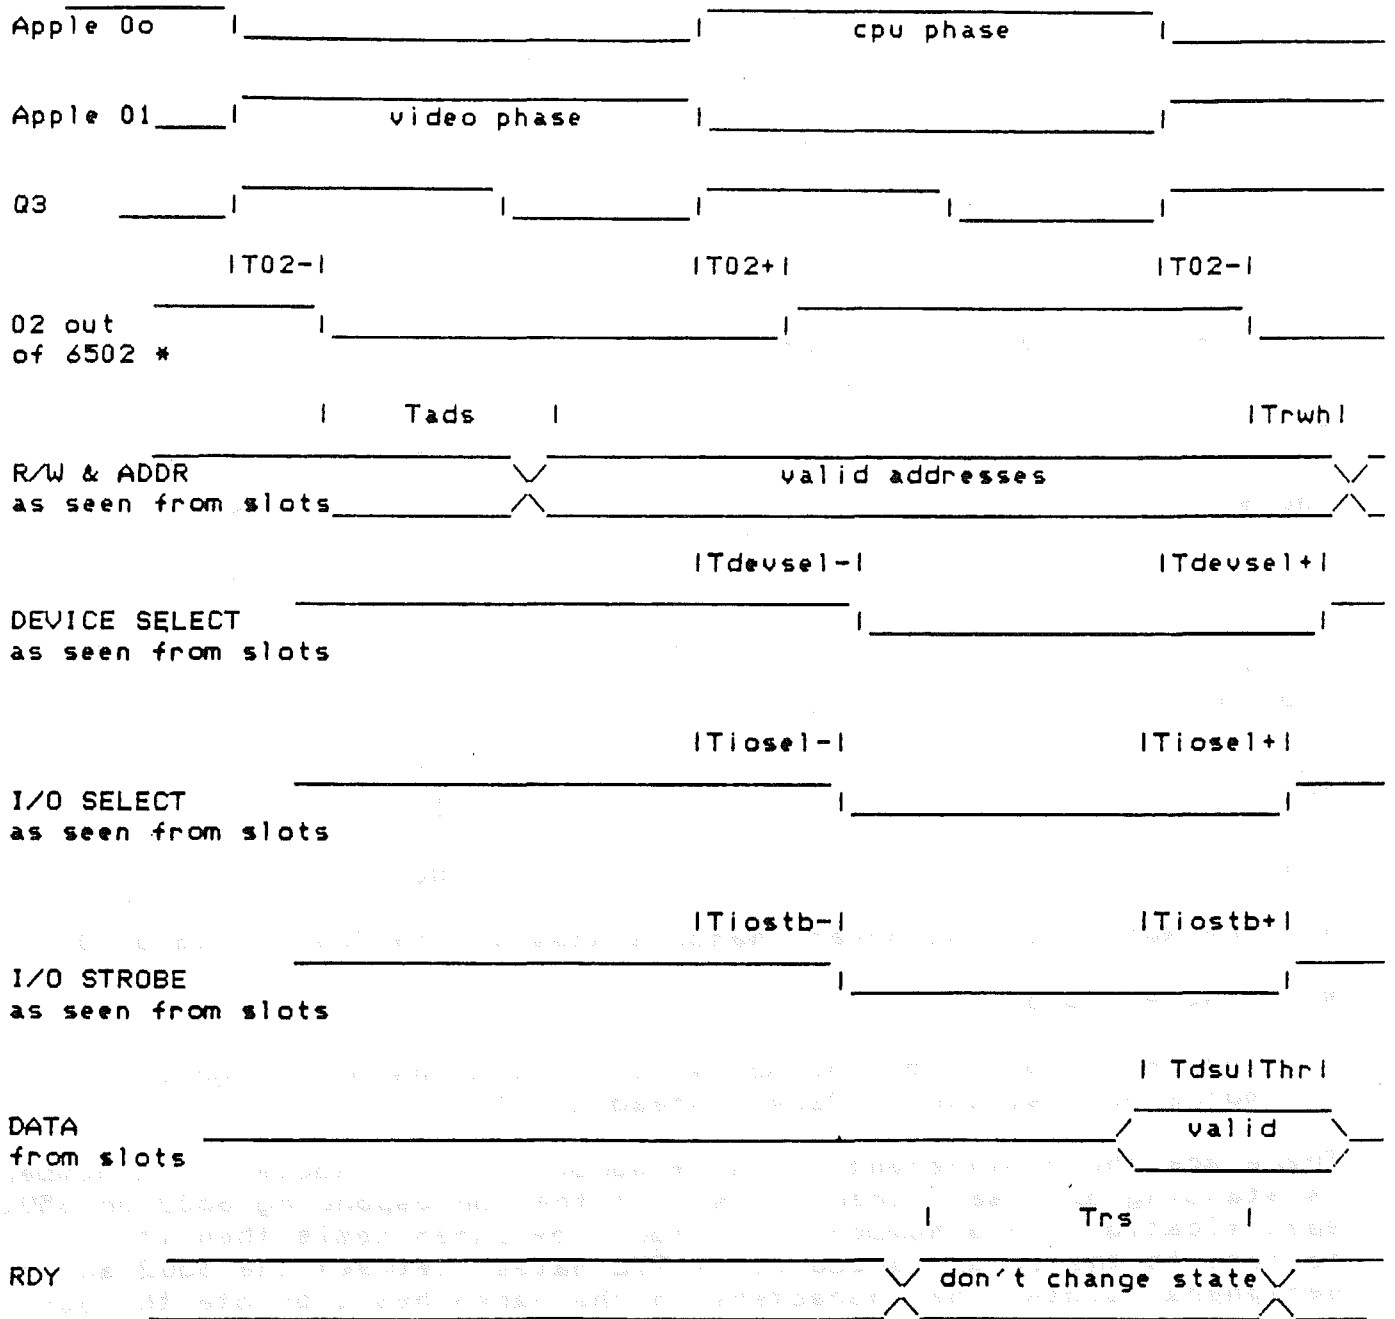 Apple 0o cpu phase
Apple 01 video phase
Q3
T02- T02+ T02-
02 out
of 6502 *
Tads Trwh
R/W & ADDR valid addresses
as seen from slots
Tdevsel- Tdevsel+
DEVICE SELECT
as seen from slots
Tiosel- Tiosel+
I/O SELECT
as seen from slots
Tiostb- Tiostb+
I/O STROBE
as seen from slots
Tdsu Thr
DATA valid
from slots
Trs
RDY don't change state